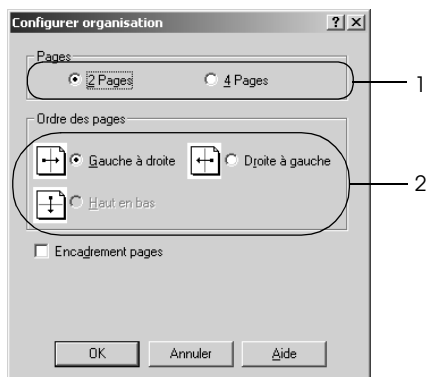 Configurer organisation
Pages
2 Pages 4 Pages
1
Ordre des pages
Gauche à droite Droite à gauche
2
Haut en bas
Encadrement pages
OK Annuler Aide